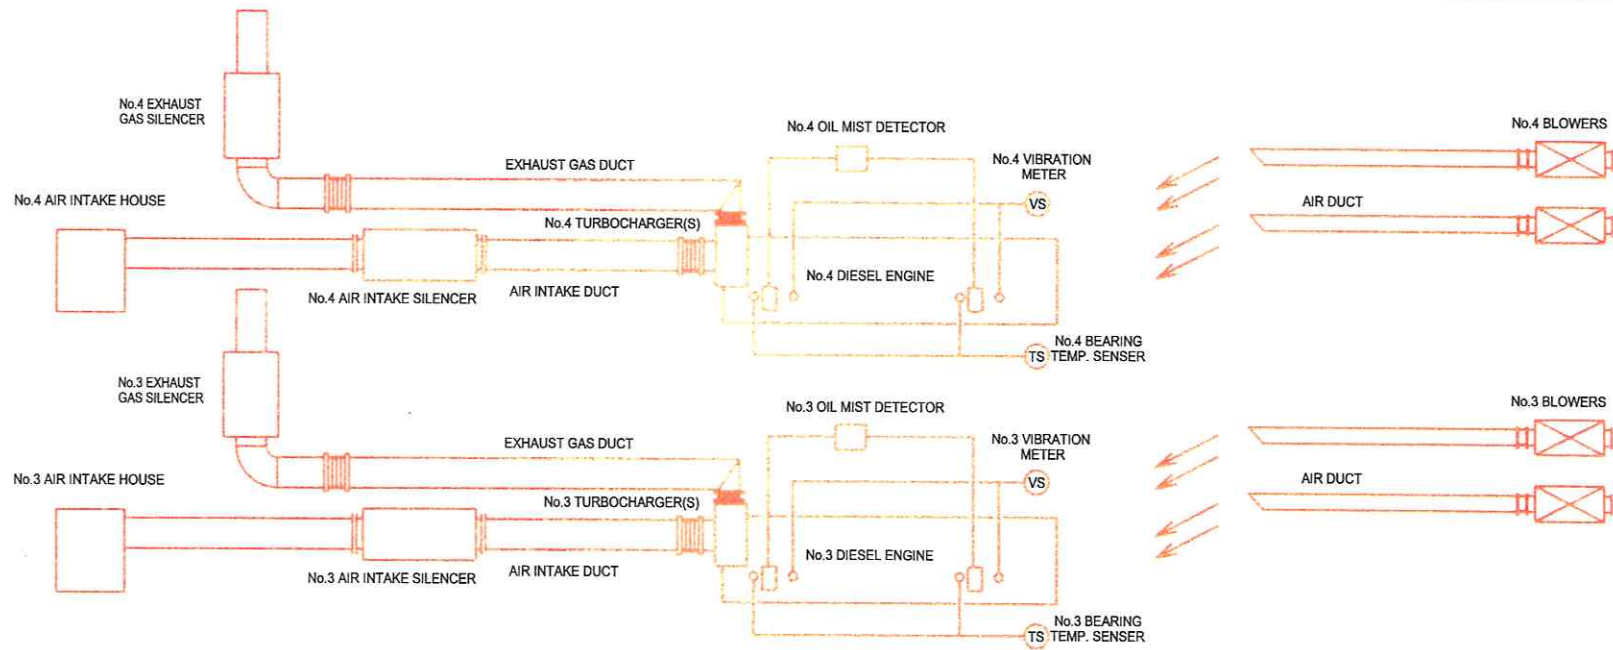 No.4 EXHAUST
GAS SILENCER
No.4 OIL MIST DETECTOR
No.4 BLOWERS
EXHAUST GAS DUCT
No.4 VIBRATION
METER
No.4 AIR INTAKE HOUSE
VS
AIR DUCT
No.4 TURBOCHARGER(S)
No.4 DIESEL ENGINE
No.4 AIR INTAKE SILENCER
AIR INTAKE DUCT
No.4 BEARING
TS TEMP. SENSER
No.3 EXHAUST
GAS SILENCER
No.3 OIL MIST DETECTOR
No.3 BLOWERS
EXHAUST GAS DUCT
No.3 VIBRATION
METER
No.3 AIR INTAKE HOUSE
VS
AIR DUCT
No.3 TURBOCHARGER(S)
No.3 DIESEL ENGINE
No.3 AIR INTAKE SILENCER
AIR INTAKE DUCT
No.3 BEARING
TS TEMP. SENSER